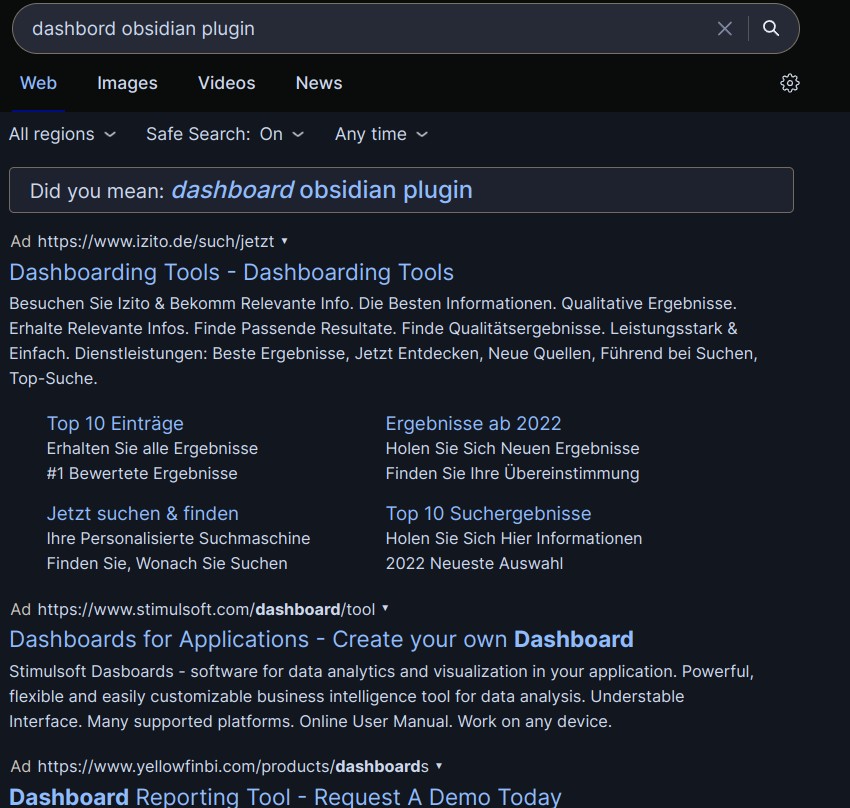 dashbord obsidian plugin
Web Images Videos News
All regions Safe Search: On Any time
Did you mean: dashboard obsidian plugin
Ad https://www.izito.de/such/jetzt
Dashboarding Tools - Dashboarding Tools
Besuchen Sie Izito & Bekomm Relevante Info. Die Besten Informationen. Qualitative Ergebnisse.
Erhalte Relevante Infos. Finde Passende Resultate. Finde Qualitätsergebnisse. Leistungsstark &
Einfach. Dienstleistungen: Beste Ergebnisse, Jetzt Entdecken, Neue Quellen, Führend bei Suchen,
Top-Suche.
Top 10 Einträge
Erhalten Sie alle Ergebnisse
#1 Bewertete Ergebnisse
Ergebnisse ab 2022
Holen Sie Sich Neuen Ergebnisse
Finden Sie Ihre Übereinstimmung
Jetzt suchen & finden
Ihre Personalisierte Suchmaschine
Finden Sie, Wonach Sie Suchen
Top 10 Suchergebnisse
Holen Sie Sich Hier Informationen
2022 Neueste Auswahl
Ad https://www.stimulsoft.com/dashboard/tool
Dashboards for Applications - Create your own Dashboard
Stimulsoft Dasboards - software for data analytics and visualization in your application. Powerful,
flexible and easily customizable business intelligence tool for data analysis. Understable
Interface. Many supported platforms. Online User Manual. Work on any device.
Ad https://www.yellowfinbi.com/products/dashboards
Dashboard Reporting Tool - Request A Demo Today